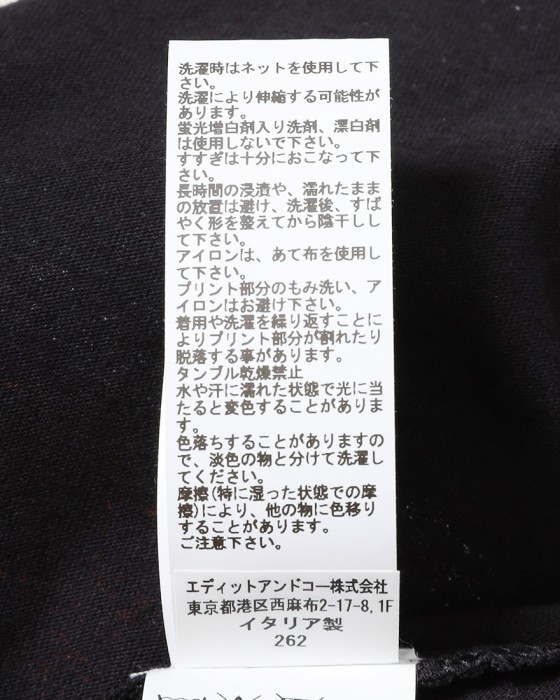 洗濯時はネットを使用して下
さい。
洗濯により伸縮する可能性が
あります。
蛍光増白剤入り洗剤、漂白剤
は使用しないで下さい。
すすぎは十分におこなって下
さい。
長時間の浸漬や、濡れたまま
の放置は避け、洗濯後、すば
やく形を整えてから陰干しし
て下さい。
アイロンは、あて布を使用し
て下さい。
プリント部分のもみ洗い、ア
イロンはお避け下さい。
着用や洗濯を繰り返すことに
よりプリント部分が割れたり
脱落する事があります。
タンブル乾燥禁止
水や汗に濡れた状態で光に当
たると変色することがありま
す。
色落ちすることがありますの
で、淡色の物と分けて洗濯し
てください。
摩擦(特に湿った状態での摩
擦)により、他の物に色移り
することがあります。
ご注意下さい。
エディットアンドコー株式会社
東京都港区西麻布2-17-8,1F
イタリア製
262